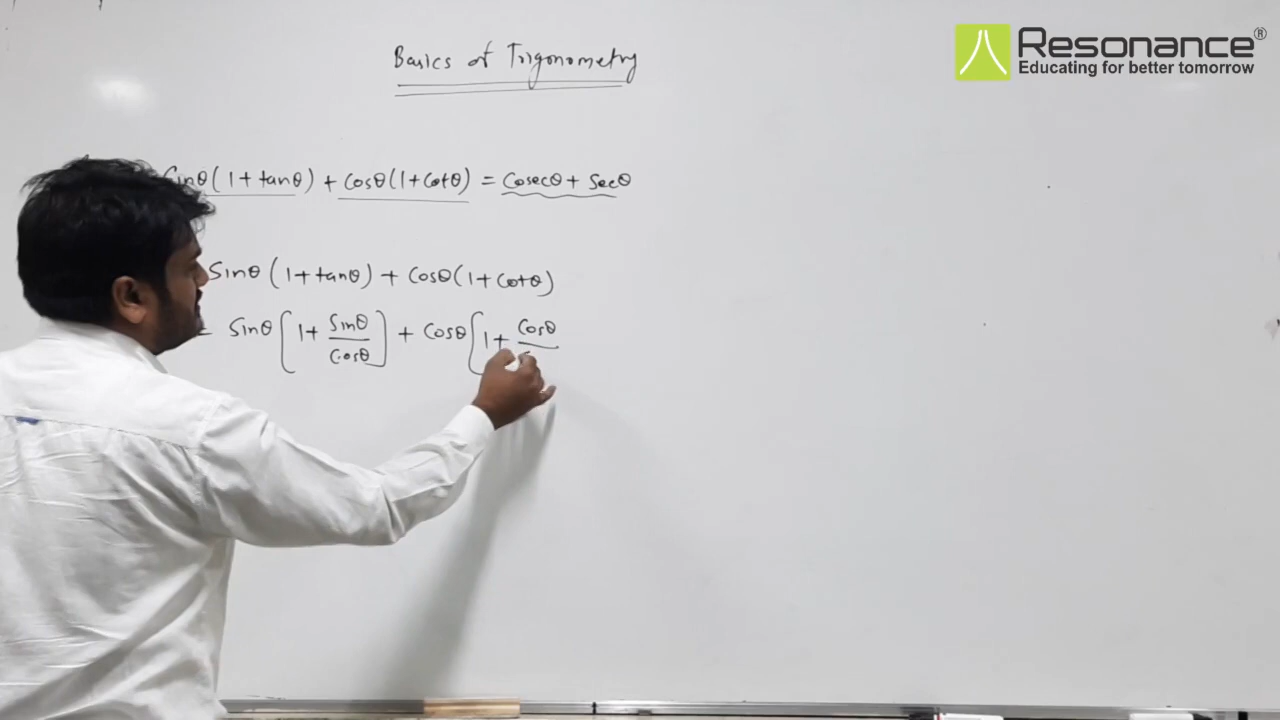 Resonance®
Educating for better tomorrow
Basics of Trigonometry
Sinθ(1+tanθ) + Cosθ(1+Cotθ) = Cosecθ + Secθ
Sinθ(1+tanθ) + Cosθ(1+Cotθ)
= Sinθ[1+ Sinθ/Cosθ] + Cosθ[1+ Cosθ/